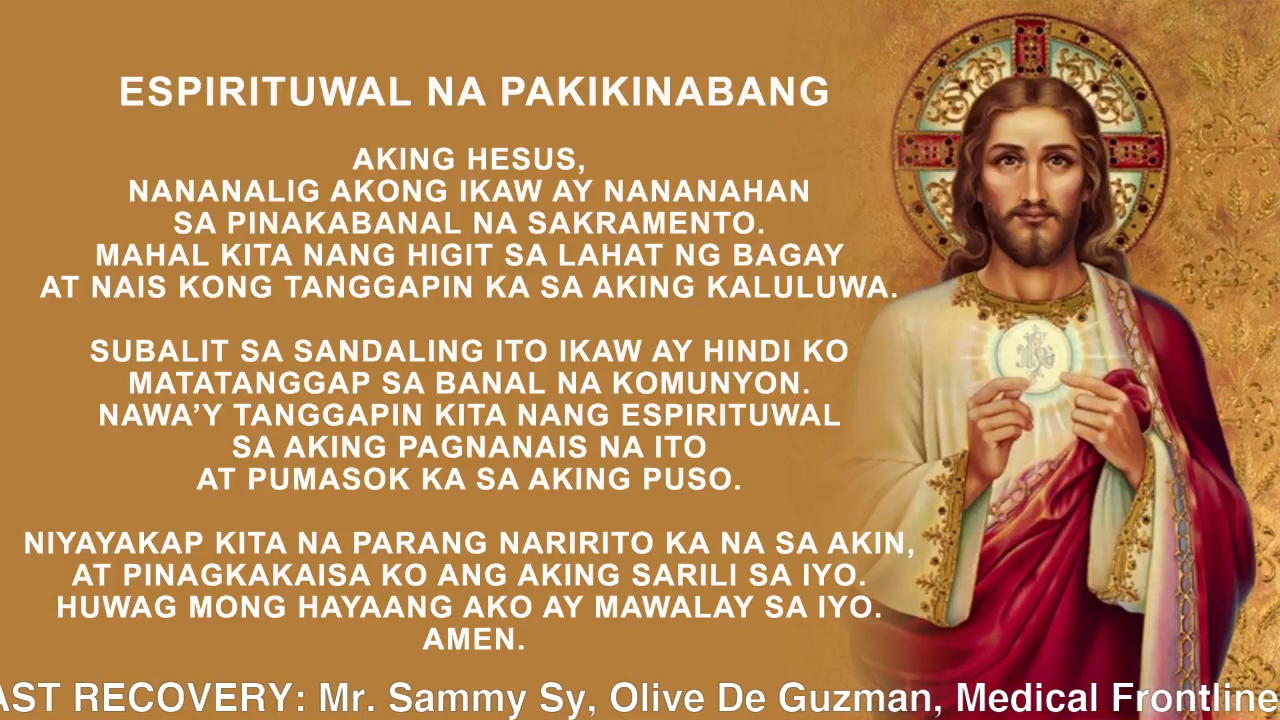 ESPIRITUWAL NA PAKIKINABANG
AKING HESUS,
NANANALIG AKONG IKAW AY NANANAHAN
SA PINAKABANAL NA SAKRAMENTO.
MAHAL KITA NANG HIGIT SA LAHAT NG BAGAY
AT NAIS KONG TANGGAPIN KA SA AKING KALULUWA.
SUBALIT SA SANDALING ITO IKAW AY HINDI KO
MATATANGGAP SA BANAL NA KOMUNYON.
NAWA’Y TANGGAPIN KITA NANG ESPIRITUWAL
SA AKING PAGNANAIS NA ITO
AT PUMASOK KA SA AKING PUSO.
NIYAYAKAP KITA NA PARANG NARIRITO KA NA SA AKIN,
AT PINAGKAKAISA KO ANG AKING SARILI SA IYO.
HUWAG MONG HAYAANG AKO AY MAWALAY SA IYO.
AMEN.
AST RECOVERY: Mr. Sammy Sy, Olive De Guzman, Medical Frontline